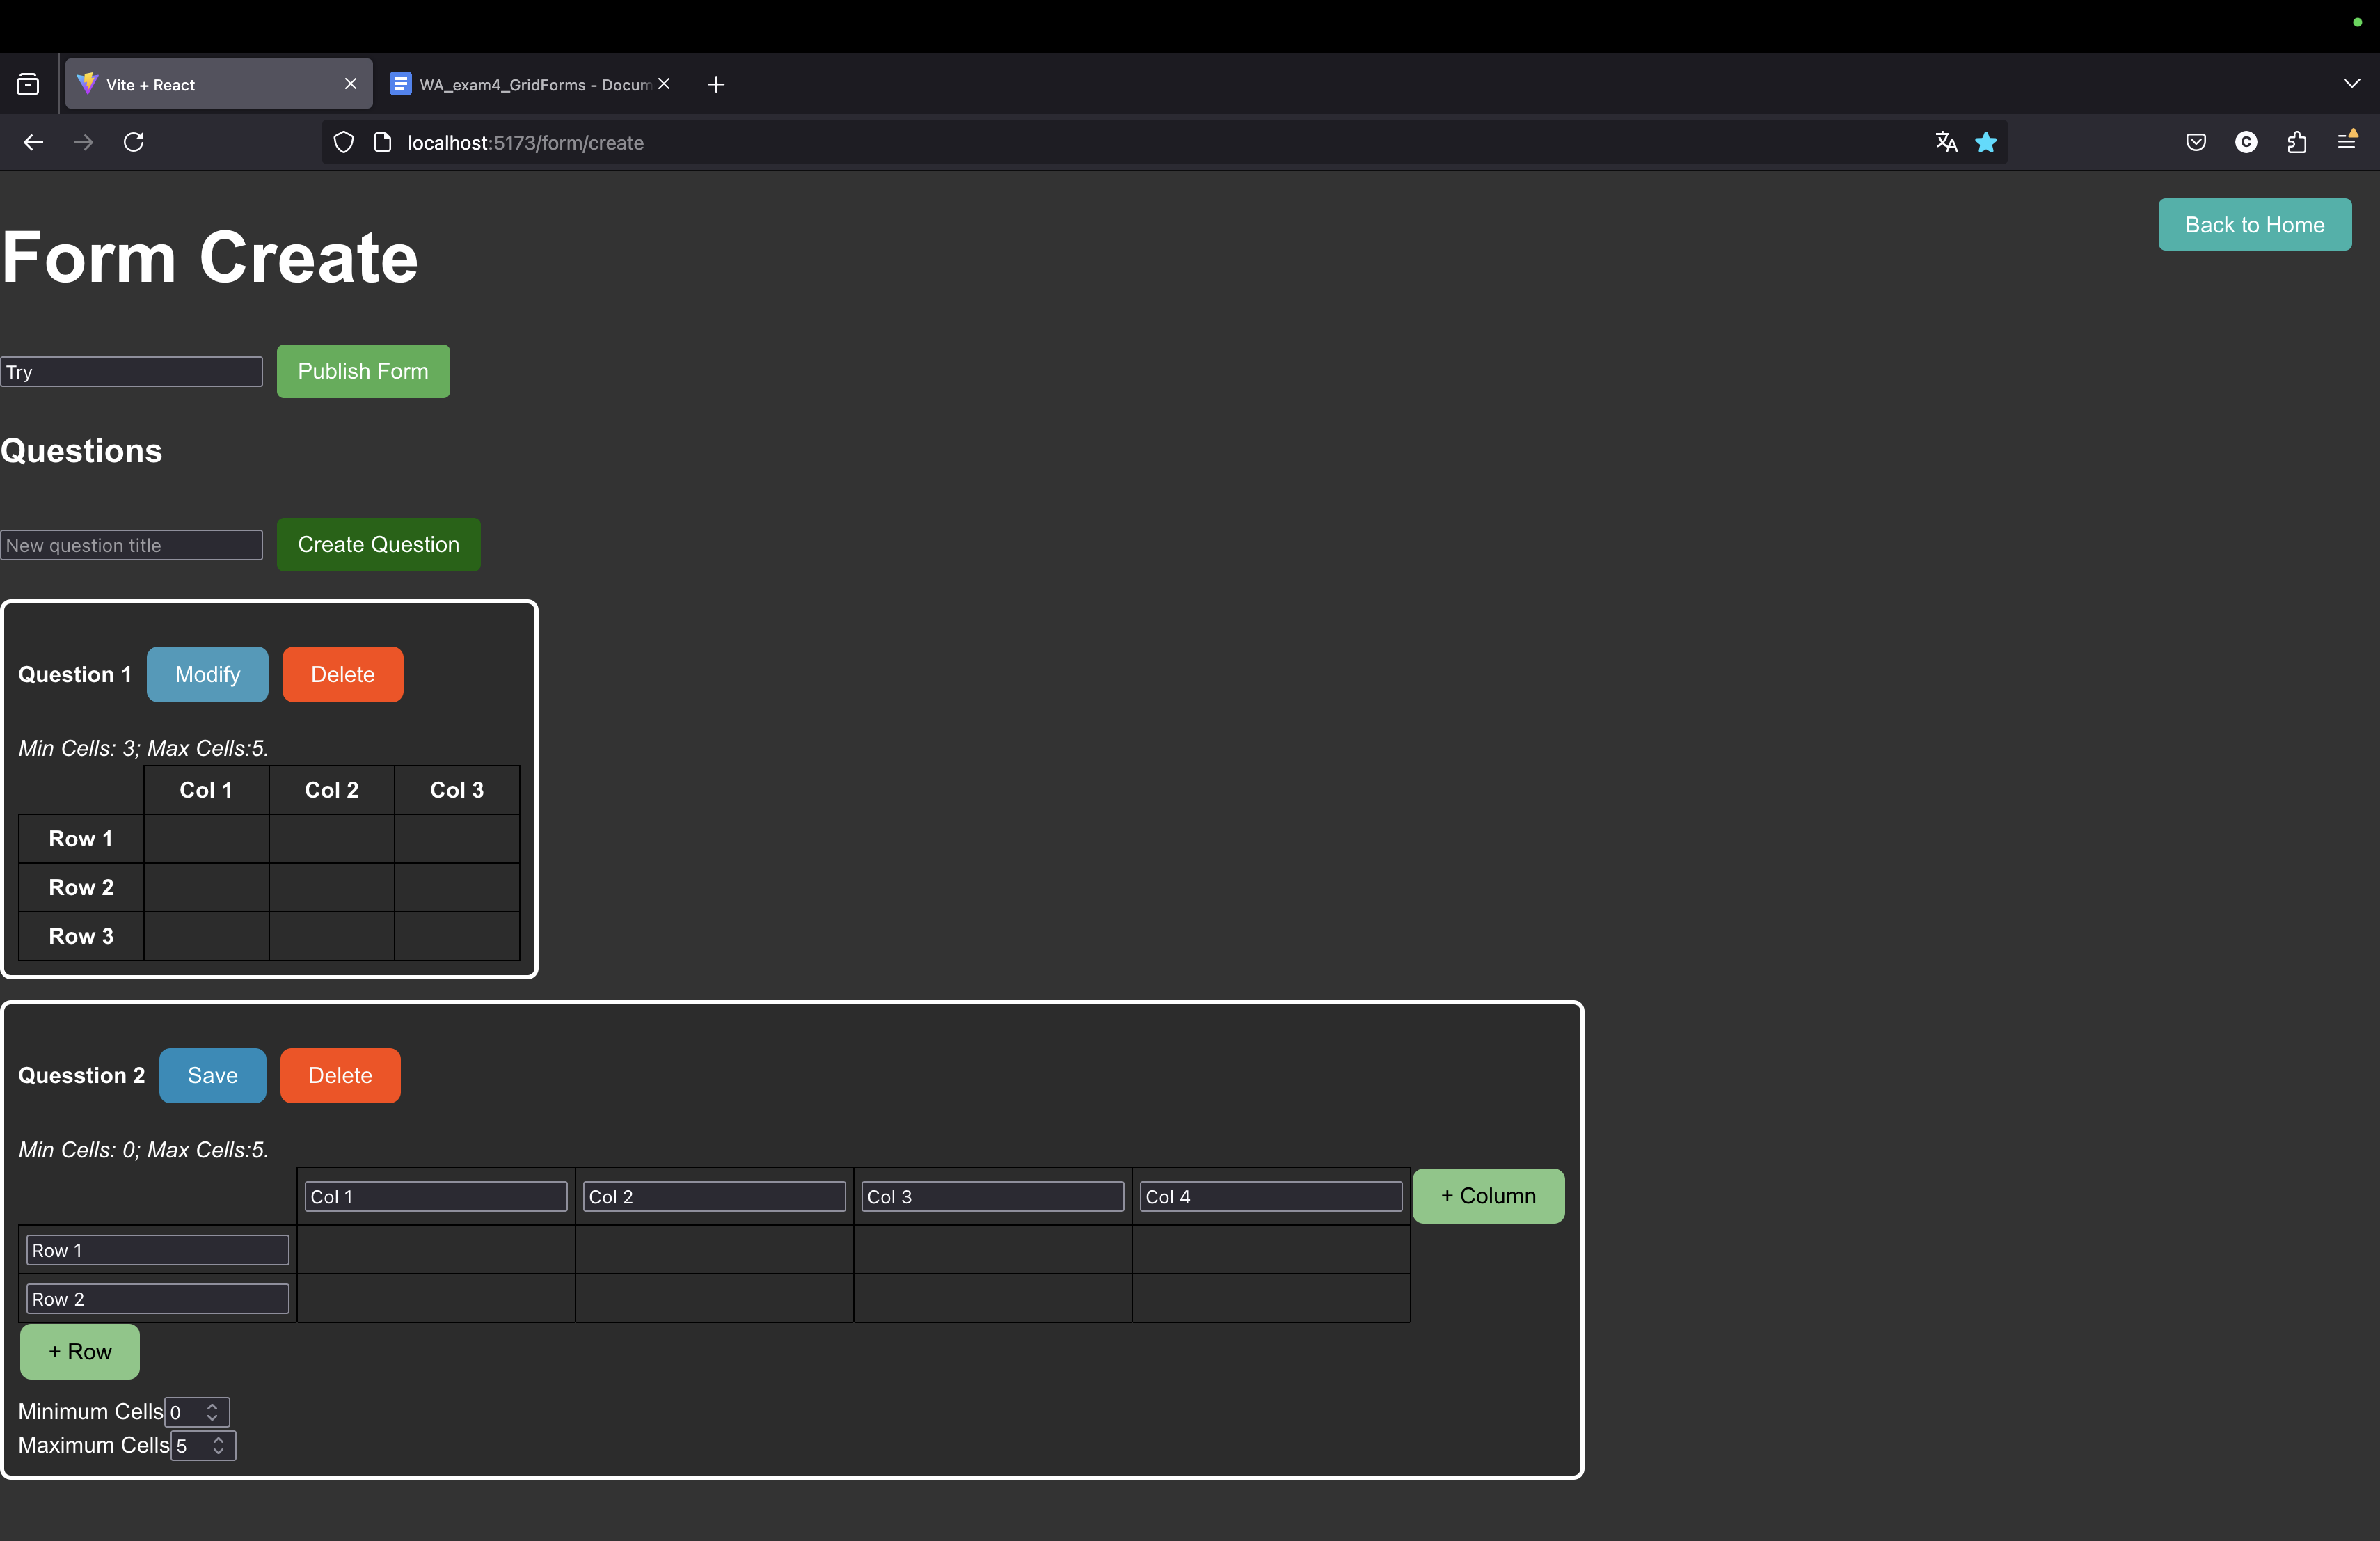 Vite + React
WA_exam4_GridForms - Docum
localhost:5173/form/create
C
Back to Home
Form Create
Try
Publish Form
Questions
New question title
Create Question
Question 1
Modify
Delete
Min Cells: 3; Max Cells:5.
Col 1 Col 2 Col 3
Row 1
Row 2
Row 3
Quesstion 2
Save
Delete
Min Cells: 0; Max Cells:5.
Col 1 Col 2 Col 3 Col 4 + Column
Row 1
Row 2
+ Row
Minimum Cells 0
Maximum Cells 5